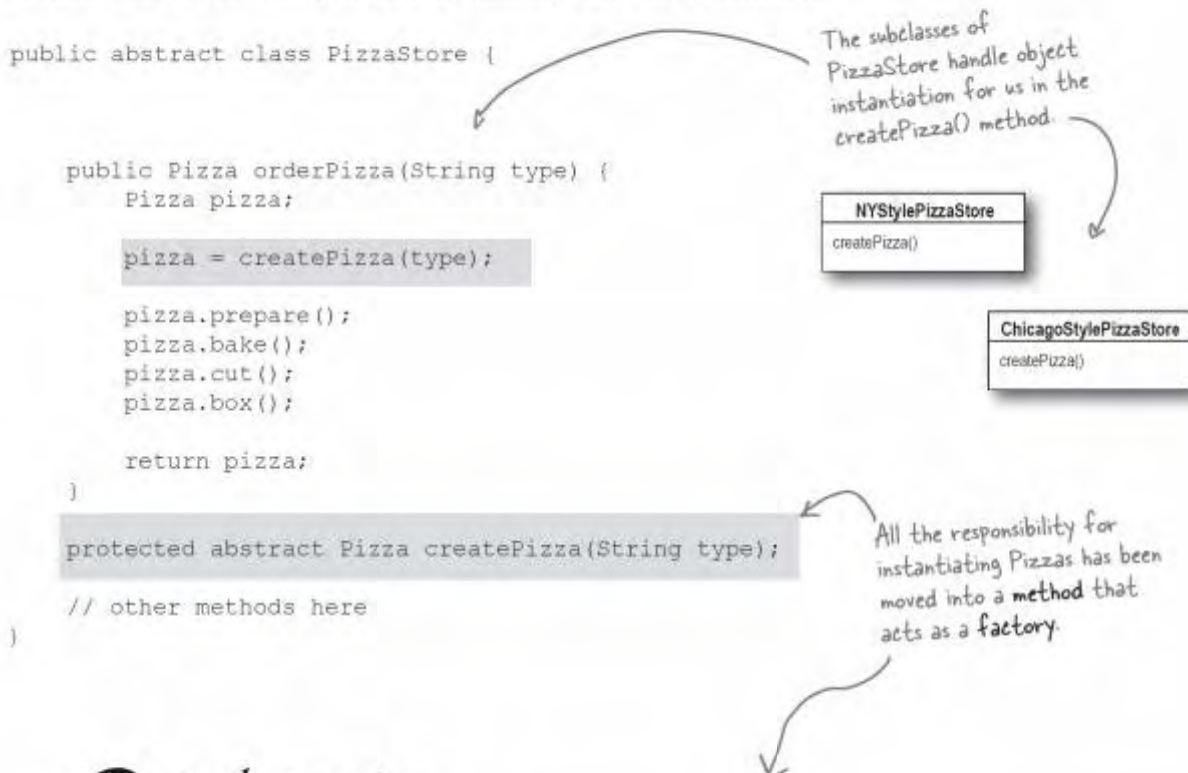 public abstract class PizzaStore {
public Pizza orderPizza(String type) {
Pizza pizza;
pizza = createPizza(type);
pizza.prepare();
pizza.bake();
pizza.cut();
pizza.box();
return pizza;
}
protected abstract Pizza createPizza(String type);
// other methods here
}
The subclasses of
PizzaStore handle object
instantiation for us in the
createPizza() method.
NYStylePizzaStore
createPizza()
ChicagoStylePizzaStore
createPizza()
All the responsibility for
instantiating Pizzas has been
moved into a method that
acts as a factory.